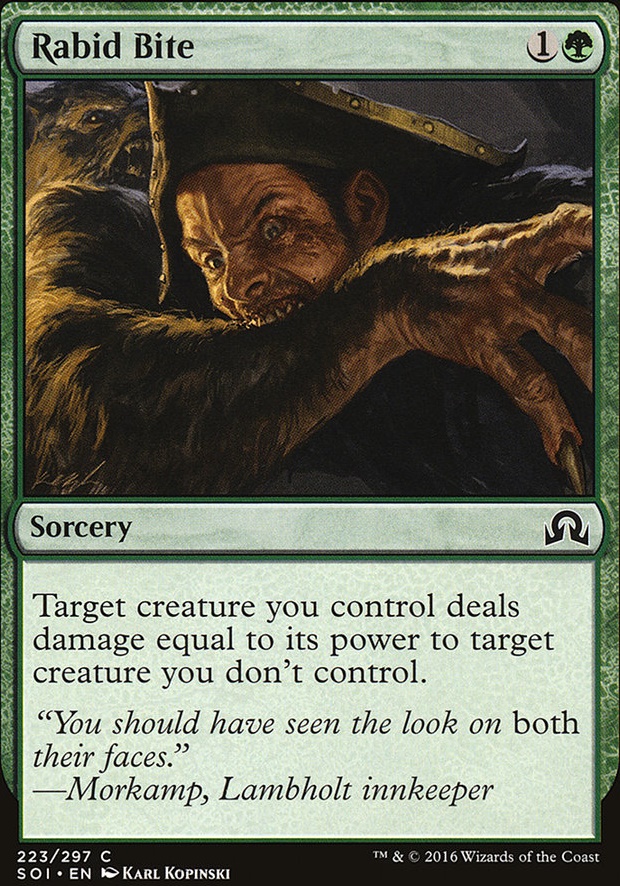 Rabid Bite
1
Sorcery
Target creature you control deals
damage equal to its power to target
creature you don't control.
"You should have seen the look on both
their faces."
—Morkamp, Lambholt innkeeper
223/297 C
SOI • EN Karl Kopinski
™ & © 2016 Wizards of the Coast